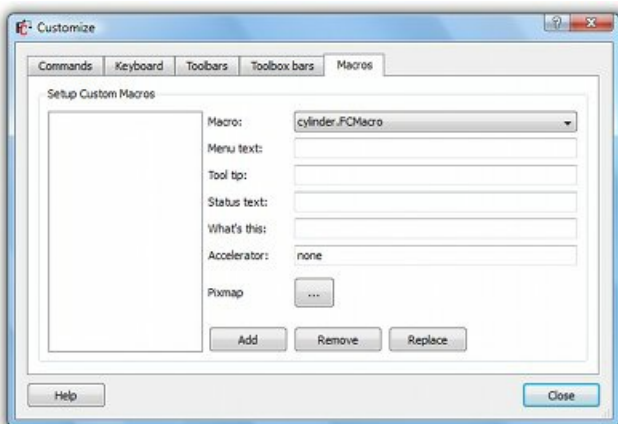 Customize
Commands Keyboard Toolbars Toolbox bars Macros
Setup Custom Macros
Macro: cylinder.FCMacro
Menu text:
Tool tip:
Status text:
What's this:
Accelerator: none
Pixmap ...
Add Remove Replace
Help Close